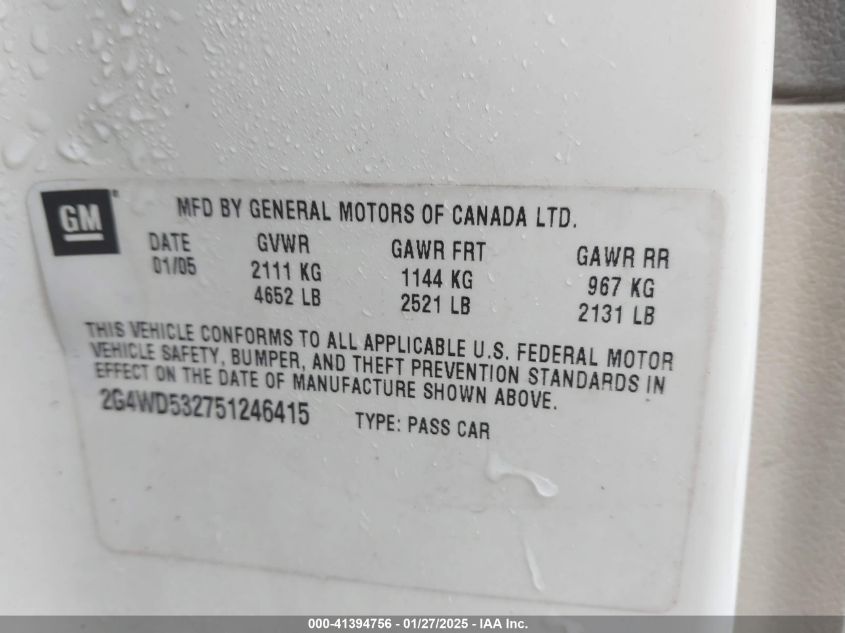 GM
MFD BY GENERAL MOTORS OF CANADA LTD.
DATE GVWR GAWR FRT GAWR RR
01/05 2111 KG 1144 KG 967 KG
4652 LB 2521 LB 2131 LB
THIS VEHICLE CONFORMS TO ALL APPLICABLE U.S. FEDERAL MOTOR
VEHICLE SAFETY, BUMPER, AND THEFT PREVENTION STANDARDS IN
EFFECT ON THE DATE OF MANUFACTURE SHOWN ABOVE.
2G4WD532751246415 TYPE: PASS CAR
000-41394756 - 01/27/2025 - IAA Inc.